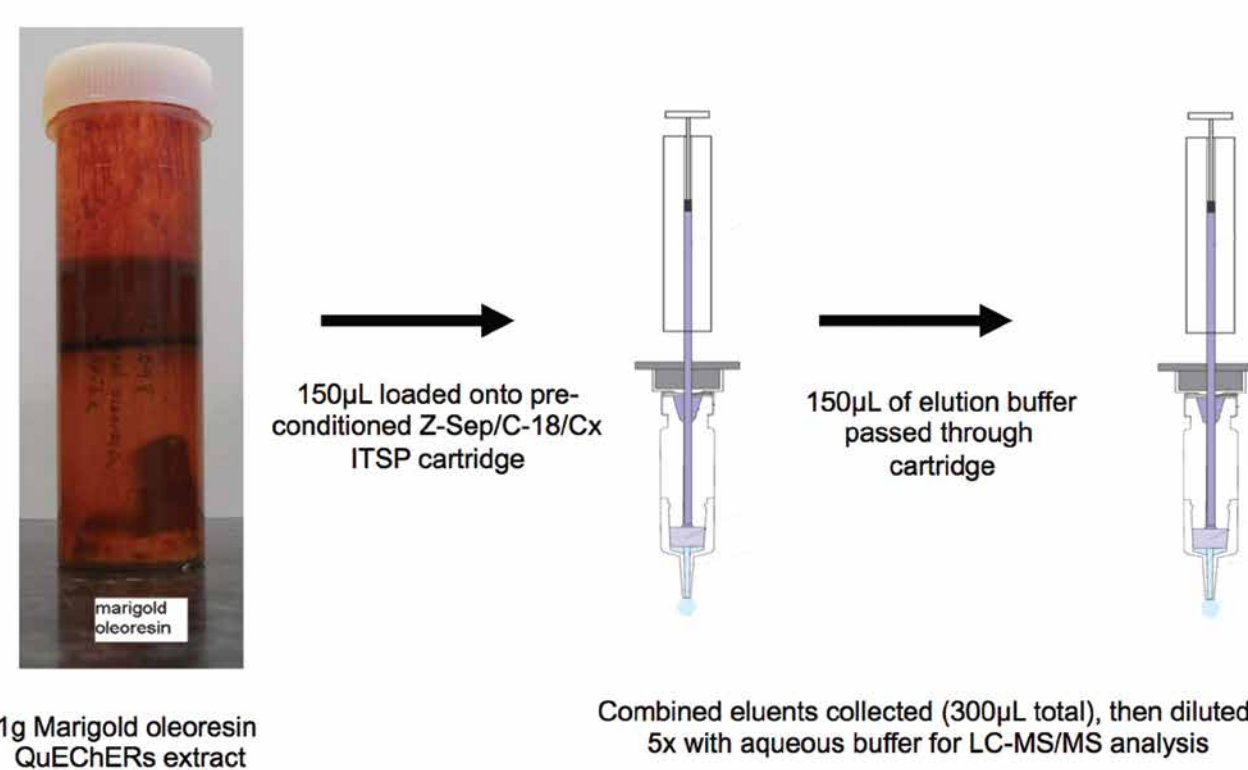 marigold
oleoresin
150µL loaded onto pre-
conditioned Z-Sep/C-18/Cx
ITSP cartridge
150µL of elution buffer
passed through
cartridge
1g Marigold oleoresin
QuEChERs extract
Combined eluents collected (300µL total), then diluted
5x with aqueous buffer for LC-MS/MS analysis